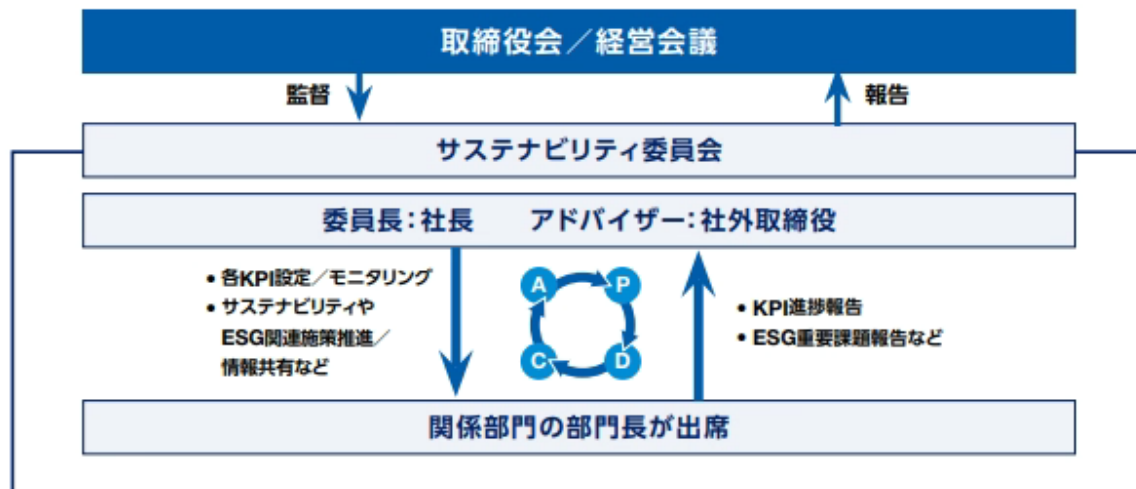 取締役会／経営会議
監督
報告
サステナビリティ委員会
委員長：社長　　アドバイザー：社外取締役
• 各KPI設定／モニタリング
• サステナビリティや
ESG関連施策推進／
情報共有など
A
P
C
D
• KPI進捗報告
• ESG重要課題報告など
関係部門の部門長が出席